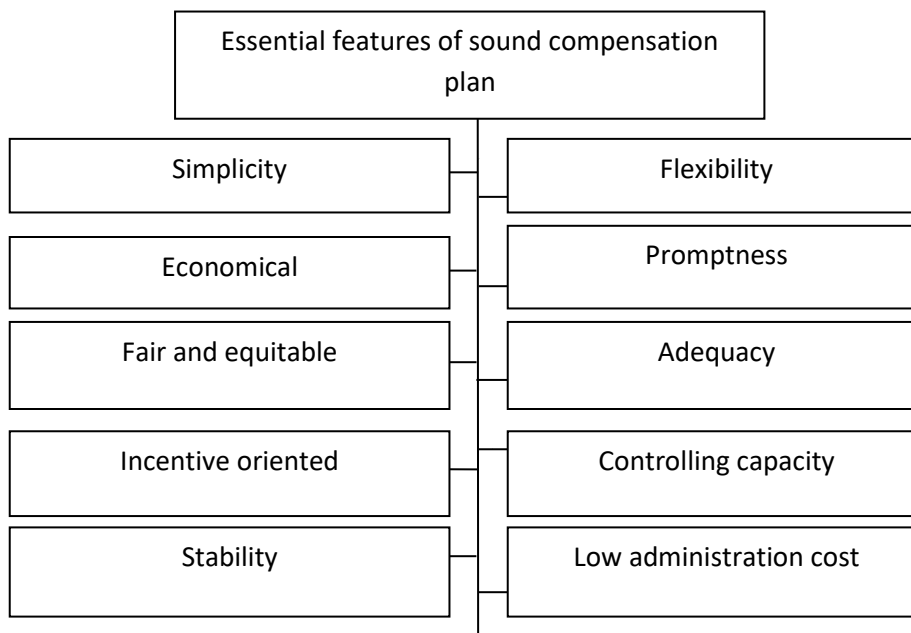 Essential features of sound compensation
plan
Simplicity
Flexibility
Economical
Promptness
Fair and equitable
Adequacy
Incentive oriented
Controlling capacity
Stability
Low administration cost